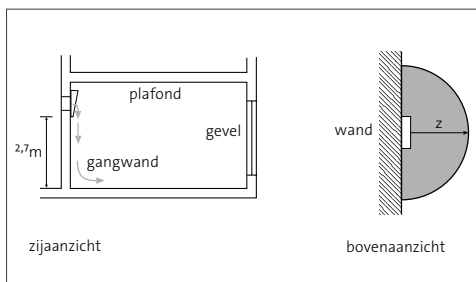 plafond
2,7m
gevel
gangwand
zijaanzicht
wand
z
bovenaanzicht